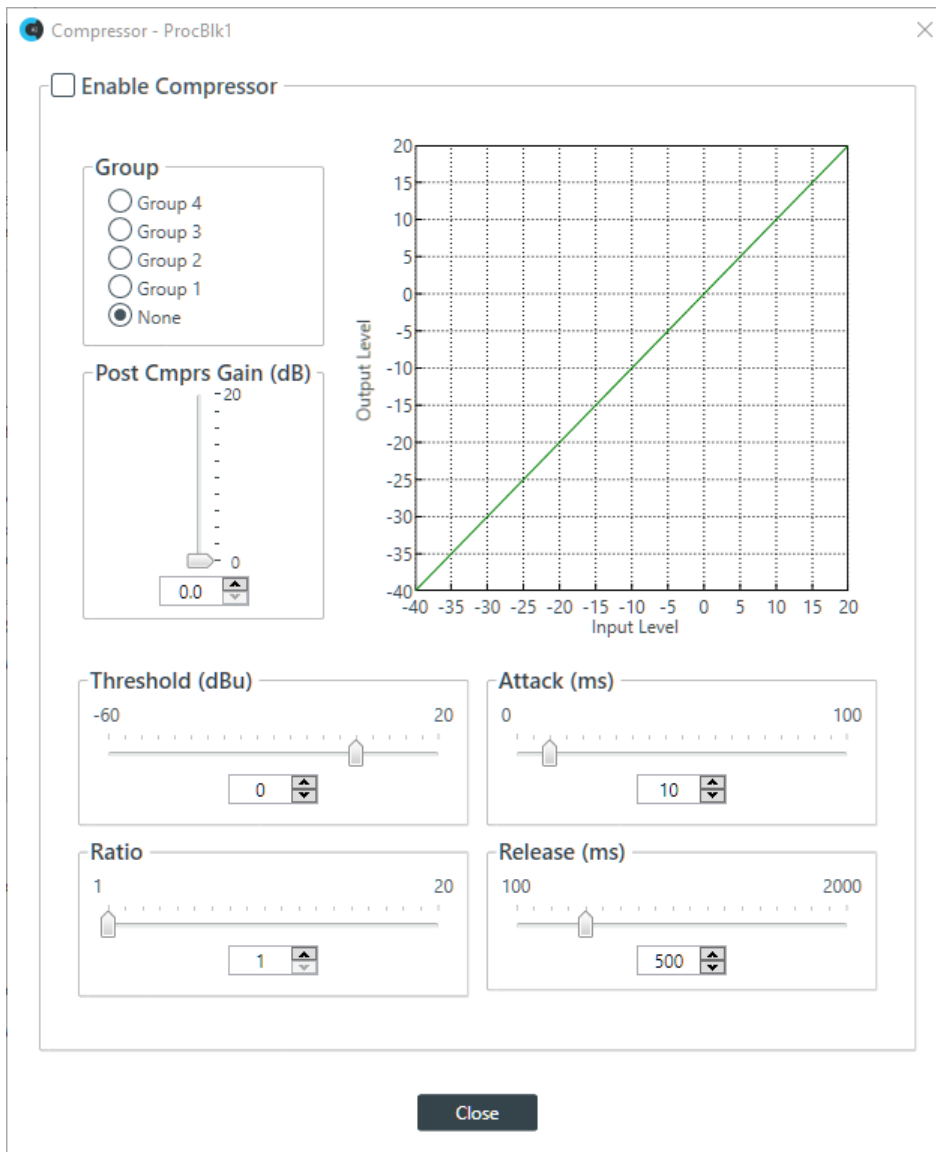 Compressor - ProcBlk1
Enable Compressor
Group
Group 4
Group 3
Group 2
Group 1
None
Post Cmprs Gain (dB)
20
0
0.0
Output Level
20
15
10
5
0
-5
-10
-15
-20
-25
-30
-35
-40
-40 -35 -30 -25 -20 -15 -10 -5 0 5 10 15 20
Input Level
Threshold (dBu)
-60 20
0
Attack (ms)
0 100
10
Ratio
1 20
1
Release (ms)
100 2000
500
Close